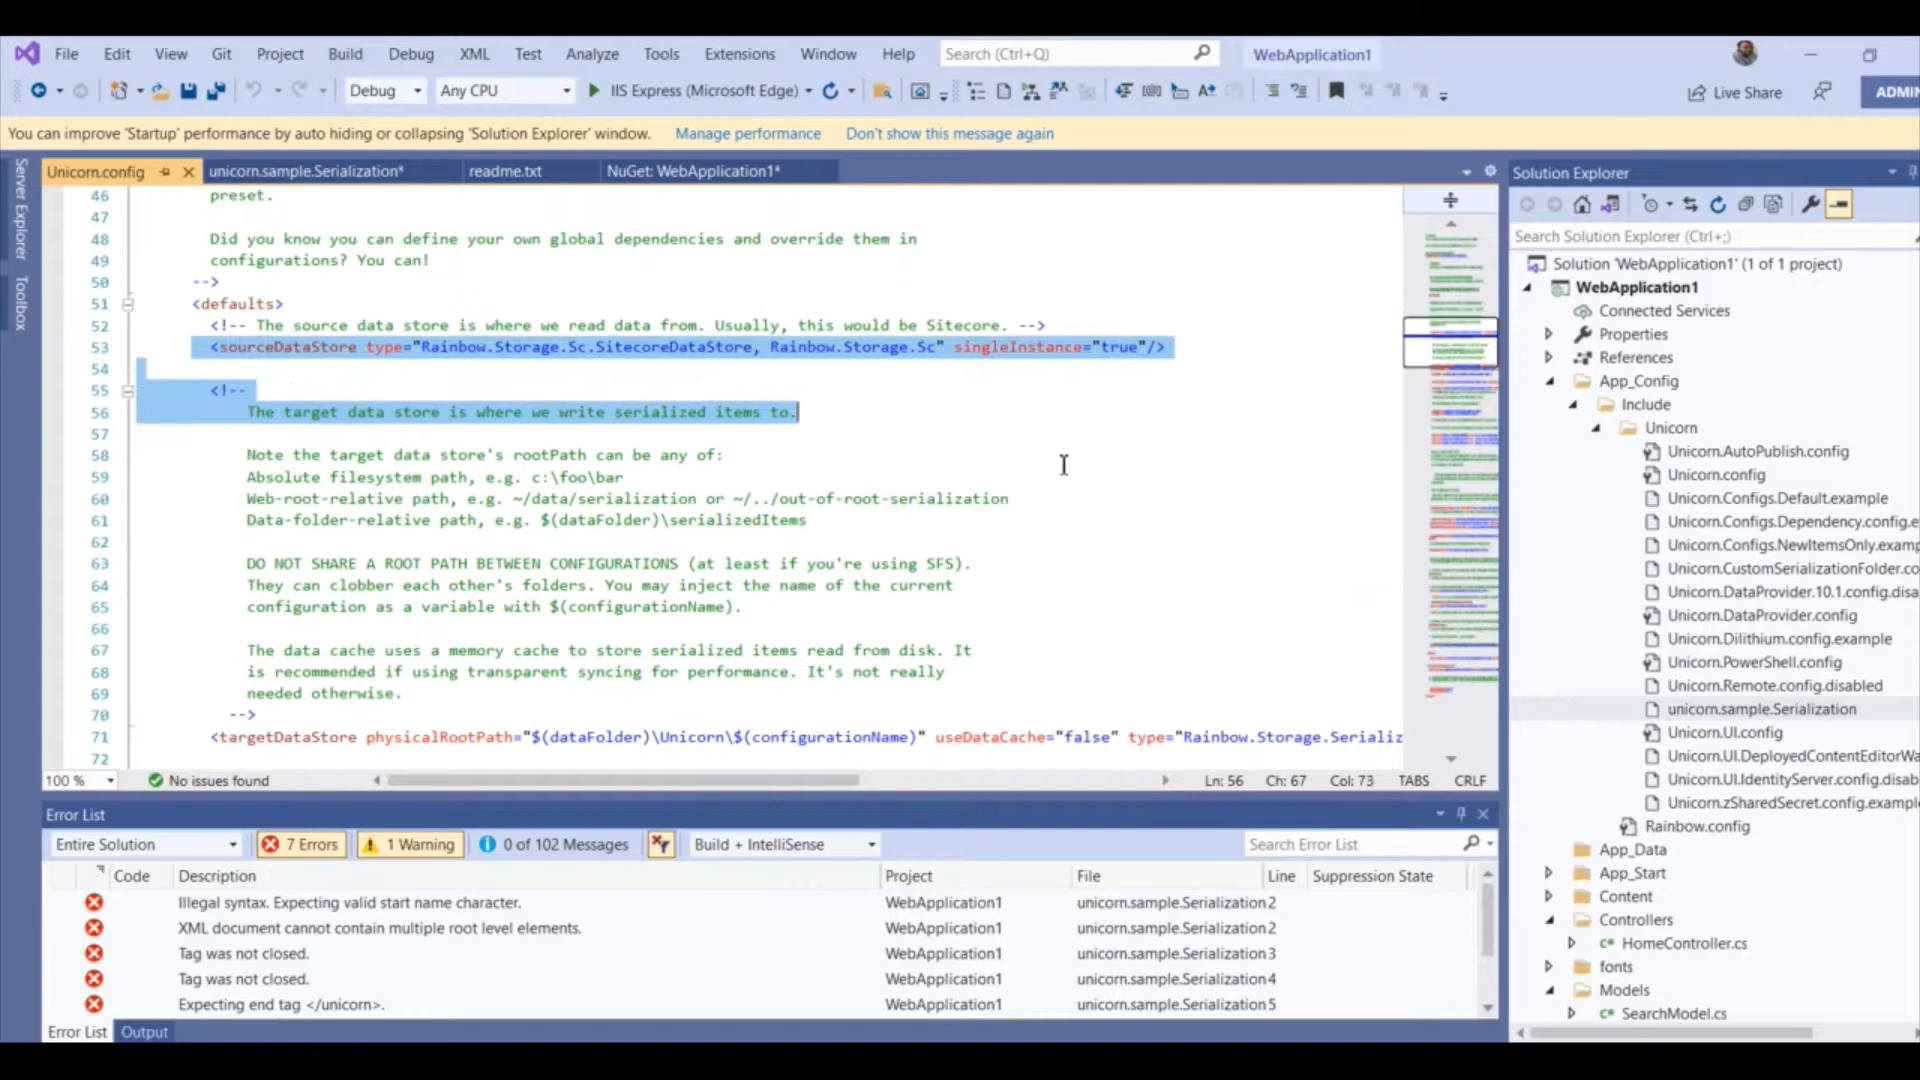 File Edit View Git Project Build Debug XML Test Analyze Tools Extensions Window Help Search (Ctrl+Q) WebApplication1
Debug Any CPU IIS Express (Microsoft Edge) Live Share ADMIN
You can improve 'Startup' performance by auto hiding or collapsing 'Solution Explorer' window. Manage performance Don't show this message again
Server Explorer
Toolbox
Unicorn.config unicorn.sample.Serialization* readme.txt NuGet: WebApplication1*
46 preset.
47
48 Did you know you can define your own global dependencies and override them in
49 configurations? You can!
50 -->
51 <defaults>
52 <!-- The source data store is where we read data from. Usually, this would be Sitecore. -->
53 <sourceDataStore type="Rainbow.Storage.Sc.SitecoreDataStore, Rainbow.Storage.Sc" singleInstance="true"/>
54
55 <!--
56 The target data store is where we write serialized items to.
57
58 Note the target data store's rootPath can be any of:
59 Absolute filesystem path, e.g. c:\foo\bar
60 Web-root-relative path, e.g. ~/data/serialization or ~/../out-of-root-serialization
61 Data-folder-relative path, e.g. $(dataFolder)\serializedItems
62
63 DO NOT SHARE A ROOT PATH BETWEEN CONFIGURATIONS (at least if you're using SFS).
64 They can clobber each other's folders. You may inject the name of the current
65 configuration as a variable with $(configurationName).
66
67 The data cache uses a memory cache to store serialized items read from disk. It
68 is recommended if using transparent syncing for performance. It's not really
69 needed otherwise.
70 -->
71 <targetDataStore physicalRootPath="$(dataFolder)\Unicorn\$(configurationName)" useDataCache="false" type="Rainbow.Storage.Serializ
72
100 % No issues found Ln: 56 Ch: 67 Col: 73 TABS CRLF
Error List
Entire Solution 7 Errors 1 Warning 0 of 102 Messages Build + IntelliSense Search Error List
Code Description Project File Line Suppression State
Illegal syntax. Expecting valid start name character. WebApplication1 unicorn.sample.Serialization 2
XML document cannot contain multiple root level elements. WebApplication1 unicorn.sample.Serialization 2
Tag was not closed. WebApplication1 unicorn.sample.Serialization 3
Tag was not closed. WebApplication1 unicorn.sample.Serialization 4
Expecting end tag </unicorn>. WebApplication1 unicorn.sample.Serialization 5
Error List Output
Solution Explorer
Search Solution Explorer (Ctrl+;)
Solution 'WebApplication1' (1 of 1 project)
WebApplication1
Connected Services
Properties
References
App_Config
Include
Unicorn
Unicorn.AutoPublish.config
Unicorn.config
Unicorn.Configs.Default.example
Unicorn.Configs.Dependency.config.e
Unicorn.Configs.NewItemsOnly.examp
Unicorn.CustomSerializationFolder.co
Unicorn.DataProvider.10.1.config.disa
Unicorn.DataProvider.config
Unicorn.Dilithium.config.example
Unicorn.PowerShell.config
Unicorn.Remote.config.disabled
unicorn.sample.Serialization
Unicorn.UI.config
Unicorn.UI.DeployedContentEditorWa
Unicorn.UI.IdentityServer.config.disab
Unicorn.zSharedSecret.config.example
Rainbow.config
App_Data
App_Start
Content
Controllers
C# HomeController.cs
fonts
Models
C# SearchModel.cs